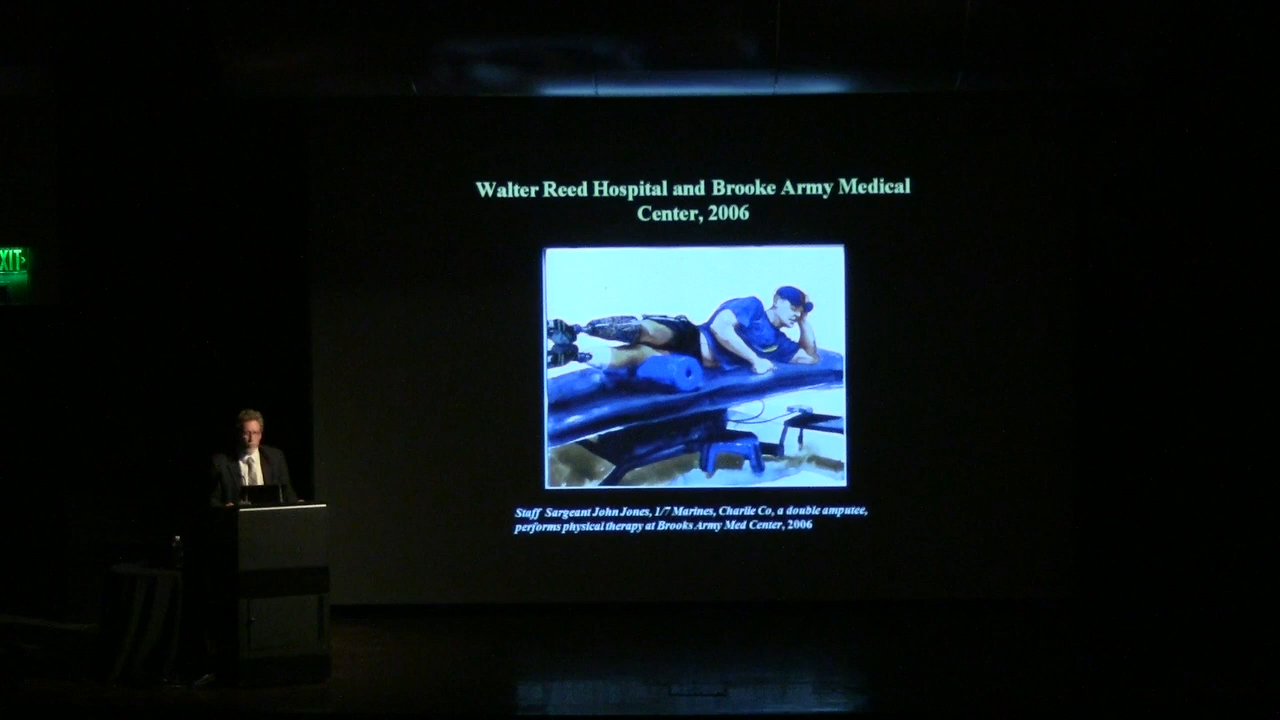 Walter Reed Hospital and Brooke Army Medical
Center, 2006
XIT
Staff Sargeant John Jones, 1/7 Marines, Charlie Co, a double amputee,
performs physical therapy at Brooks Army Med Center, 2006